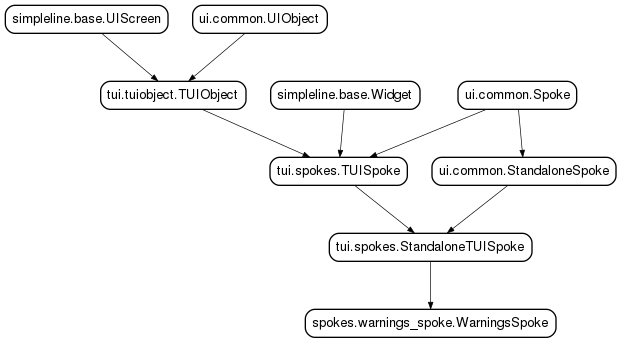 simpleline.base.UIScreen
ui.common.UIObject
tui.tuiobject.TUIObject
simpleline.base.Widget
ui.common.Spoke
tui.spokes.TUISpoke
ui.common.StandaloneSpoke
tui.spokes.StandaloneTUISpoke
spokes.warnings_spoke.WarningsSpoke